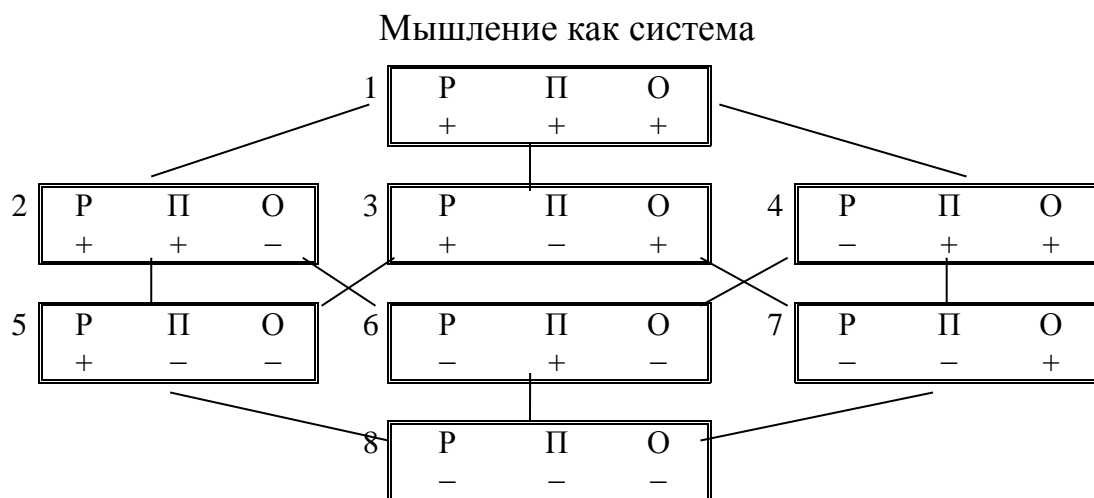 Мышление как система
1 Р П О
+ + +
2 Р П О 3 Р П О 4 Р П О
+ + − + − + − + +
5 Р П О 6 Р П О 7 Р П О
+ − − − + − − − +
8 Р П О
− − −